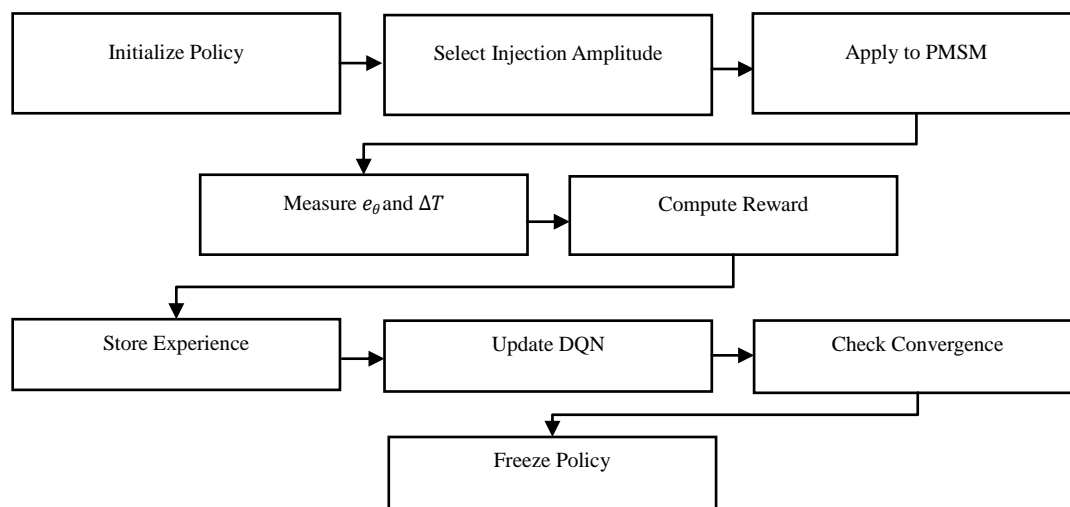 Initialize Policy
Select Injection Amplitude
Apply to PMSM
Measure e_θ and ΔT
Compute Reward
Store Experience
Update DQN
Check Convergence
Freeze Policy